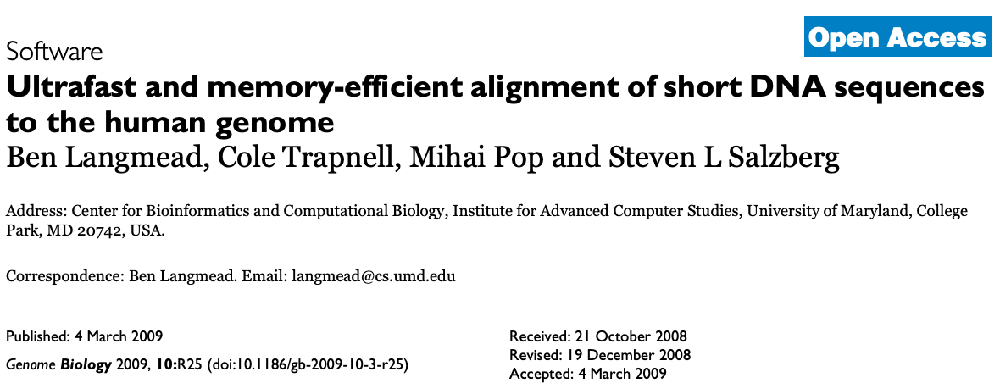 Open Access
Software
Ultrafast and memory-efficient alignment of short DNA sequences
to the human genome
Ben Langmead, Cole Trapnell, Mihai Pop and Steven L Salzberg
Address: Center for Bioinformatics and Computational Biology, Institute for Advanced Computer Studies, University of Maryland, College
Park, MD 20742, USA.
Correspondence: Ben Langmead. Email: langmead@cs.umd.edu
Published: 4 March 2009
Genome Biology 2009, 10:R25 (doi:10.1186/gb-2009-10-3-r25)
Received: 21 October 2008
Revised: 19 December 2008
Accepted: 4 March 2009